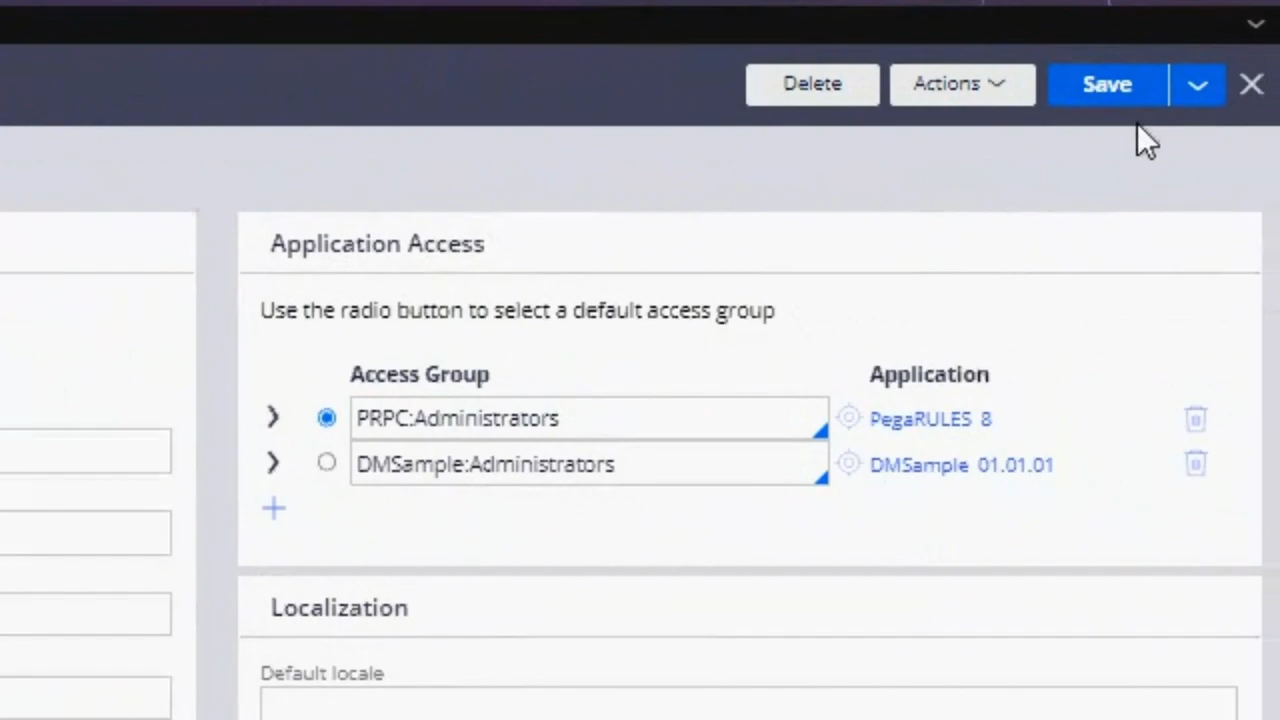 Delete Actions Save
Application Access
Use the radio button to select a default access group
Access Group Application
PRPC:Administrators PegaRULES 8
DMSample:Administrators DMSample 01.01.01
Localization
Default locale